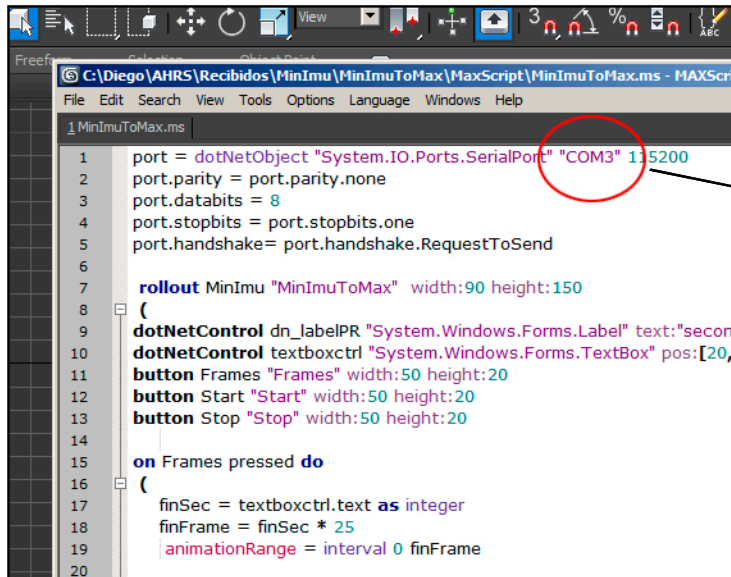 View
3
%
ABC
Freeform
Selection
Object Paint
C:\Diego\AHRS\Recibidos\MinImu\MinImuToMax\MaxScript\MinImuToMax.ms - MAXScri
File Edit Search View Tools Options Language Windows Help
1 MinImuToMax.ms
1 port = dotNetObject "System.IO.Ports.SerialPort" "COM3" 115200
2 port.parity = port.parity.none
3 port.databits = 8
4 port.stopbits = port.stopbits.one
5 port.handshake= port.handshake.RequestToSend
6
7 rollout MinImu "MinImuToMax" width:90 height:150
8 (
9 dotNetControl dn_labelPR "System.Windows.Forms.Label" text:"secon
10 dotNetControl textboxctrl "System.Windows.Forms.TextBox" pos:[20,
11 button Frames "Frames" width:50 height:20
12 button Start "Start" width:50 height:20
13 button Stop "Stop" width:50 height:20
14
15 on Frames pressed do
16 (
17 finSec = textboxctrl.text as integer
18 finFrame = finSec * 25
19 animationRange = interval 0 finFrame
20